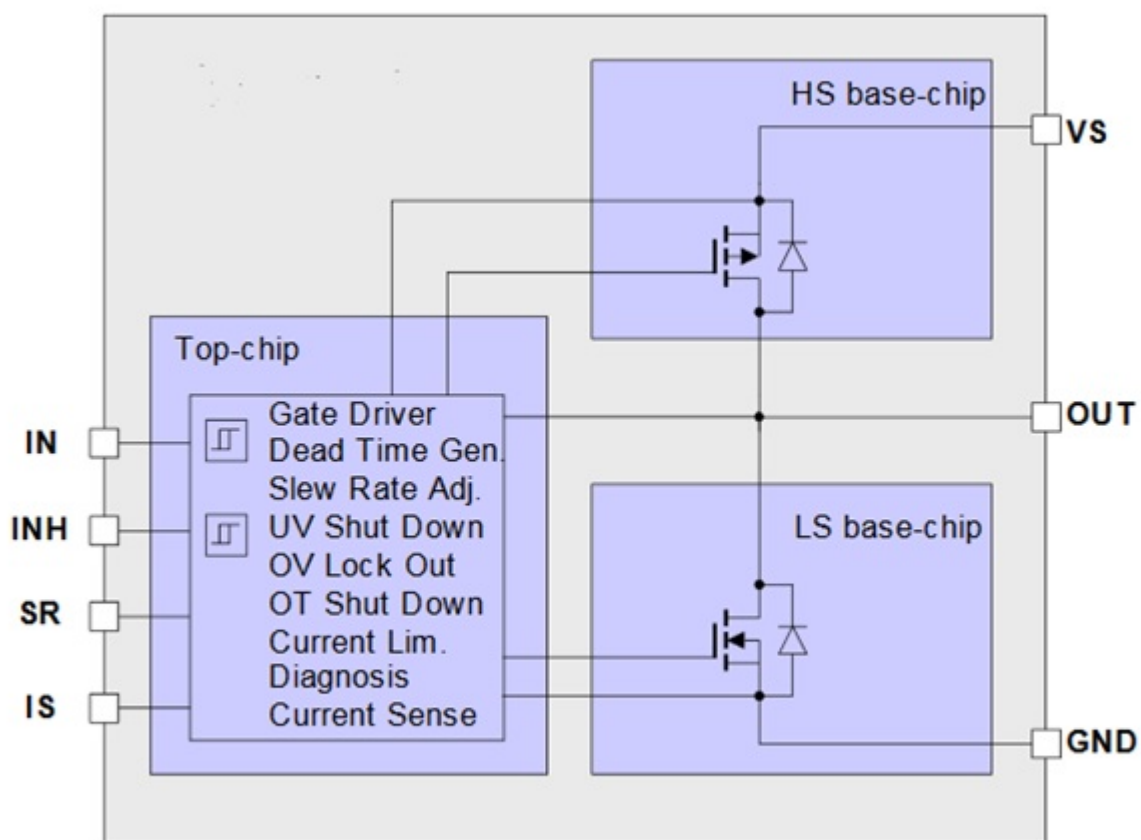 HS base-chip
VS
Top-chip
Gate Driver
Dead Time Gen.
Slew Rate Adj.
UV Shut Down
OV Lock Out
OT Shut Down
Current Lim.
Diagnosis
Current Sense
IN
INH
SR
IS
OUT
LS base-chip
GND